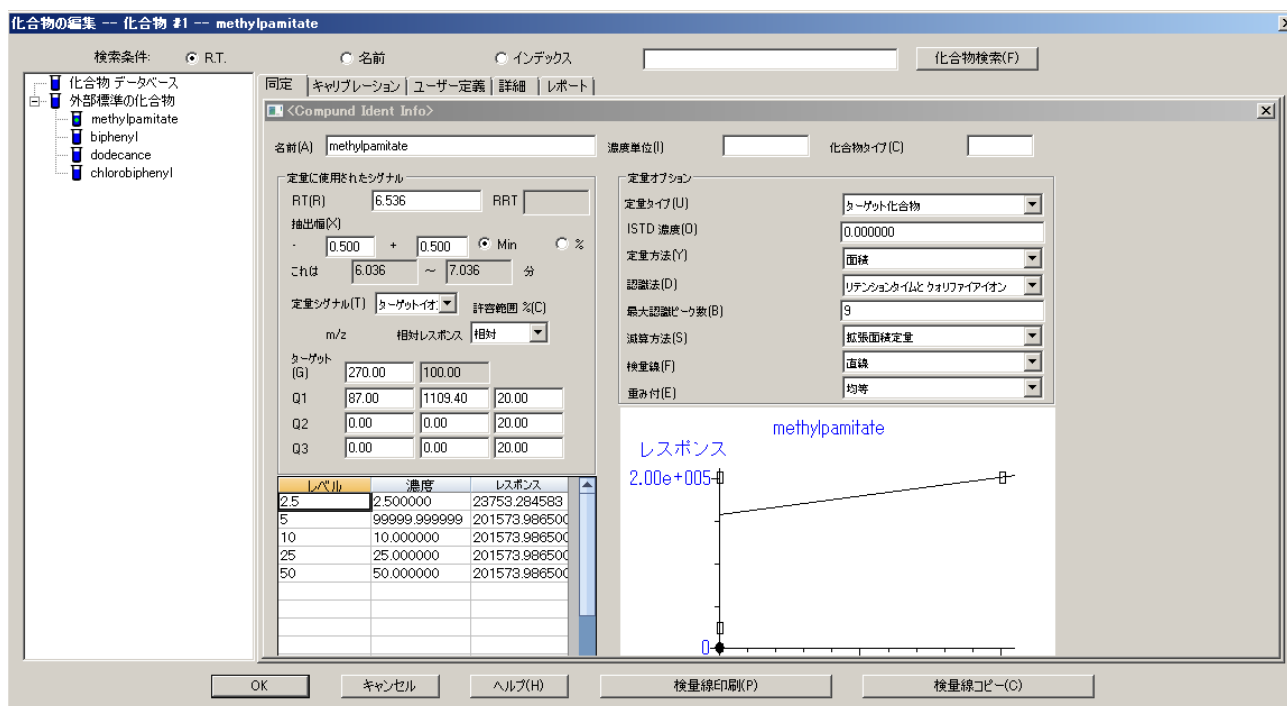 化合物の編集 -- 化合物 #1 -- methylpamitate
検索条件: R.T. 名前 インデックス 化合物検索(F)
化合物 データベース
外部標準の化合物
methylpamitate
biphenyl
dodecance
chlorobiphenyl
同定 キャリブレーション ユーザー定義 詳細 レポート
<Compund Ident Info>
名前(A) methylpamitate 濃度単位(I) 化合物タイプ(C)
定量に使用されたシグナル
RT(R) 6.536 RRT
抽出幅(X)
- 0.500 + 0.500 Min %
これは 6.036 ~ 7.036 分
定量シグナル(T) ターゲットイオ: 許容範囲 %(C)
m/z 相対レスポンス 相対
ターゲット
(G) 270.00 100.00
Q1 87.00 1109.40 20.00
Q2 0.00 0.00 20.00
Q3 0.00 0.00 20.00
定量オプション
定量タイプ(U) ターゲット化合物
ISTD 濃度(O) 0.000000
定量方法(Y) 面積
認識法(D) リテンションタイムと クォリファイアイオン
最大認識ピーク数(B) 9
減算方法(S) 拡張面積定量
検量線(F) 直線
重み付(E) 均等
レベル 濃度 レスポンス
2.5 2.500000 23753.284583
5 99999.999999 201573.986500
10 10.000000 201573.986500
25 25.000000 201573.986500
50 50.000000 201573.986500
methylpamitate
レスポンス
2.00e+005
0
OK キャンセル ヘルプ(H) 検量線印刷(P) 検量線コピー(C)